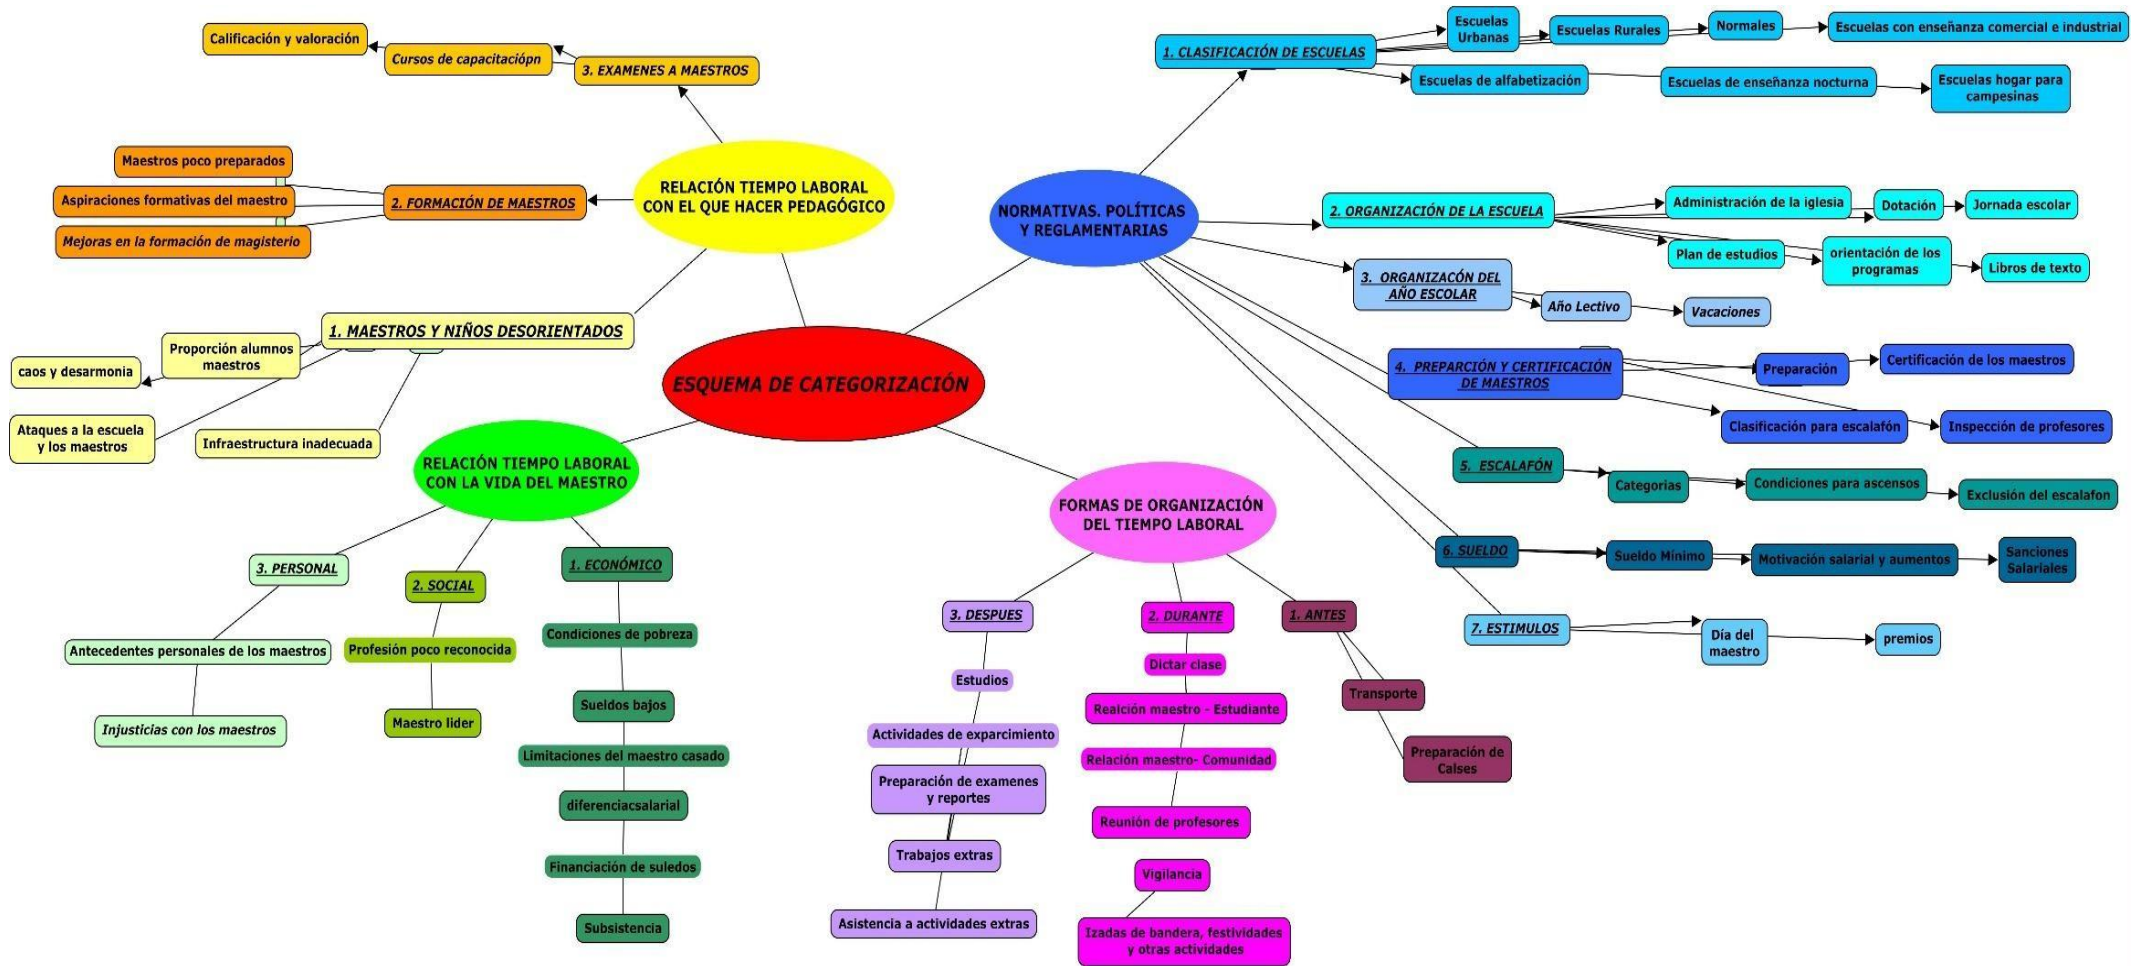 Calificación y valoración
Cursos de capacitaciópn
3. EXAMENES A MAESTROS
Maestros poco preparados
Aspiraciones formativas del maestro
Mejoras en la formación de magisterio
2. FORMACIÓN DE MAESTROS
RELACIÓN TIEMPO LABORAL
CON EL QUE HACER PEDAGÓGICO
1. MAESTROS Y NIÑOS DESORIENTADOS
Proporción alumnos
maestros
caos y desarmonia
Ataques a la escuela
y los maestros
Infraestructura inadecuada
ESQUEMA DE CATEGORIZACIÓN
NORMATIVAS. POLÍTICAS
Y REGLAMENTARIAS
1. CLASIFICACIÓN DE ESCUELAS
Escuelas
Urbanas
Escuelas Rurales
Normales
Escuelas con enseñanza comercial e industrial
Escuelas de alfabetización
Escuelas de enseñanza nocturna
Escuelas hogar para
campesinas
2. ORGANIZACIÓN DE LA ESCUELA
Administración de la iglesia
Dotación
Jornada escolar
Plan de estudios
orientación de los
programas
Libros de texto
3. ORGANIZACÓN DEL
AÑO ESCOLAR
Año Lectivo
Vacaciones
4. PREPARCIÓN Y CERTIFICACIÓN
DE MAESTROS
Preparación
Certificación de los maestros
Clasificación para escalafón
Inspección de profesores
5. ESCALAFÓN
Categorias
Condiciones para ascensos
Exclusión del escalafon
6. SUELDO
Sueldo Mínimo
Motivación salarial y aumentos
Sanciones
Salariales
7. ESTIMULOS
Día del
maestro
premios
RELACIÓN TIEMPO LABORAL
CON LA VIDA DEL MAESTRO
3. PERSONAL
Antecedentes personales de los maestros
Injusticias con los maestros
2. SOCIAL
Profesión poco reconocida
Maestro lider
1. ECONÓMICO
Condiciones de pobreza
Sueldos bajos
Limitaciones del maestro casado
diferenciacsalarial
Financiación de suledos
Subsistencia
FORMAS DE ORGANIZACIÓN
DEL TIEMPO LABORAL
3. DESPUES
Estudios
Actividades de exparcimiento
Preparación de examenes
y reportes
Trabajos extras
Asistencia a actividades extras
2. DURANTE
Dictar clase
Realción maestro - Estudiante
Relación maestro- Comunidad
Reunión de profesores
Vigilancia
Izadas de bandera, festividades
y otras actividades
1. ANTES
Transporte
Preparación de
Calses